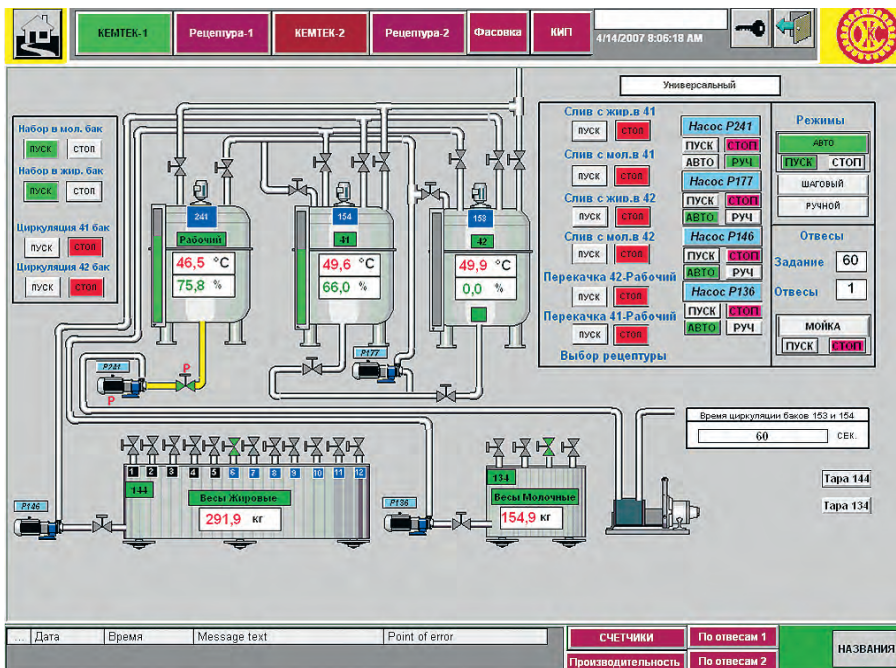 КЕМТЕК-1 Рецептура-1 КЕМТЕК-2 Рецептура-2 Фасовка КИП
4/14/2007 8:06:18 AM
ЖК
Универсальный
Набор в мол. бак
ПУСК СТОП
Набор в жир. бак
ПУСК СТОП
Циркуляция 41 бак
ПУСК СТОП
Циркуляция 42 бак
ПУСК СТОП
241
Рабочий
46,5 °C
75,8 %
154
41
49,6 °C
66,0 %
153
42
49,9 °C
0,0 %
Слив с жир.в 41
ПУСК СТОП
Слив с мол.в 41
ПУСК СТОП
Слив с жир.в 42
ПУСК СТОП
Слив с мол.в 42
ПУСК СТОП
Перекачка 42-Рабочий
ПУСК СТОП
Перекачка 41-Рабочий
ПУСК СТОП
Выбор рецептуры
Насос P241
ПУСК СТОП
АВТО РУЧ
Насос P177
ПУСК СТОП
АВТО РУЧ
Насос P146
ПУСК СТОП
АВТО РУЧ
Насос P136
ПУСК СТОП
АВТО РУЧ
Режимы
АВТО
ПУСК СТОП
ШАГОВЫЙ
РУЧНОЙ
Отвесы
Задание 60
Отвесы 1
МОЙКА
ПУСК СТОП
P241
P
P
P177
Время циркуляции баков 153 и 154
60 СЕК.
Тара 144
Тара 134
1 2 3 4 5 6 7 8 9 10 11 12
144
Весы Жировые
291,9 кг
P146
134
Весы Молочные
154,9 кг
P136
... Дата Время Message text Point of error
СЧЕТЧИКИ По отвесам 1
Производительность По отвесам 2
НАЗВАНИЯ